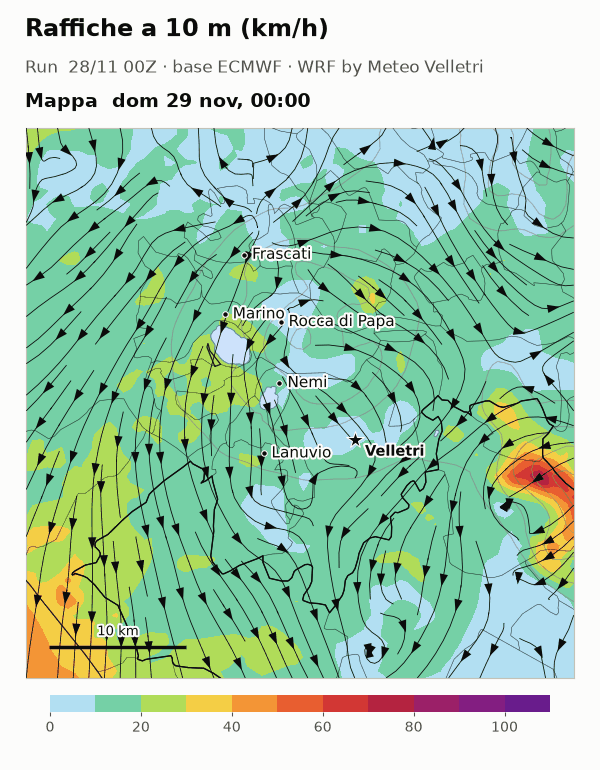 Raffiche a 10 m (km/h)
Run  28/11 00Z · base ECMWF · WRF by Meteo Velletri
Mappa  dom 29 nov, 00:00
Frascati
Marino
Rocca di Papa
Nemi
Velletri
Lanuvio
10 km
0 20 40 60 80 100